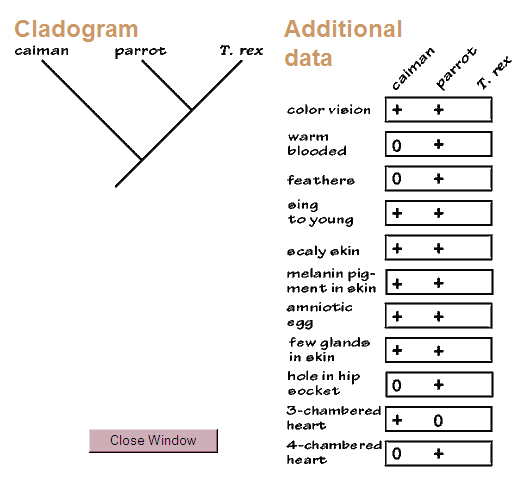 Cladogram
caiman parrot T. rex
Close Window
Additional
data
caiman parrot T. rex
color vision + +
warm
blooded 0 +
feathers 0 +
sing
to young + +
scaly skin + +
melanin pig-
ment in skin + +
amniotic
egg + +
few glands
in skin + +
hole in hip
socket 0 +
3-chambered
heart + 0
4-chambered
heart 0 +